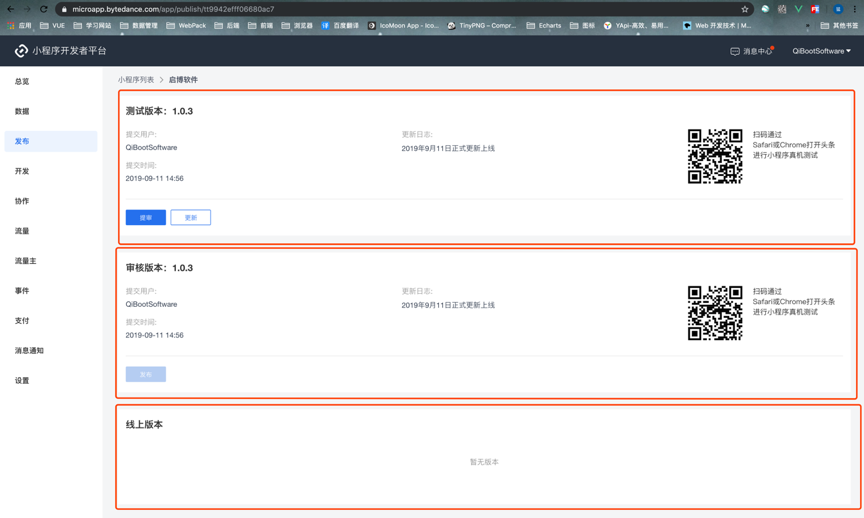 microapp.bytedance.com/app/publish/tt9942efff06680ac7
应用 VUE 学习网站 数据管理 WebPack 后端 前端 浏览器 译 百度翻译 IcoMoon App - Ico... TinyPNG – Compr... Echarts 图标 YApi-高效、易用... Web 开发技术 | M... » 其他书签
小程序开发者平台
消息中心
QiBootSoftware
总览
数据
发布
开发
协作
流量
流量主
事件
支付
消息通知
设置
小程序列表 > 启博软件
测试版本：1.0.3
提交用户:
QiBootSoftware
提交时间:
2019-09-11 14:56
更新日志:
2019年9月11日正式更新上线
扫码通过
Safari或Chrome打开头条
进行小程序真机测试
提审
更新
审核版本：1.0.3
提交用户:
QiBootSoftware
提交时间:
2019-09-11 14:56
更新日志:
2019年9月11日正式更新上线
扫码通过
Safari或Chrome打开头条
进行小程序真机测试
发布
线上版本
暂无版本